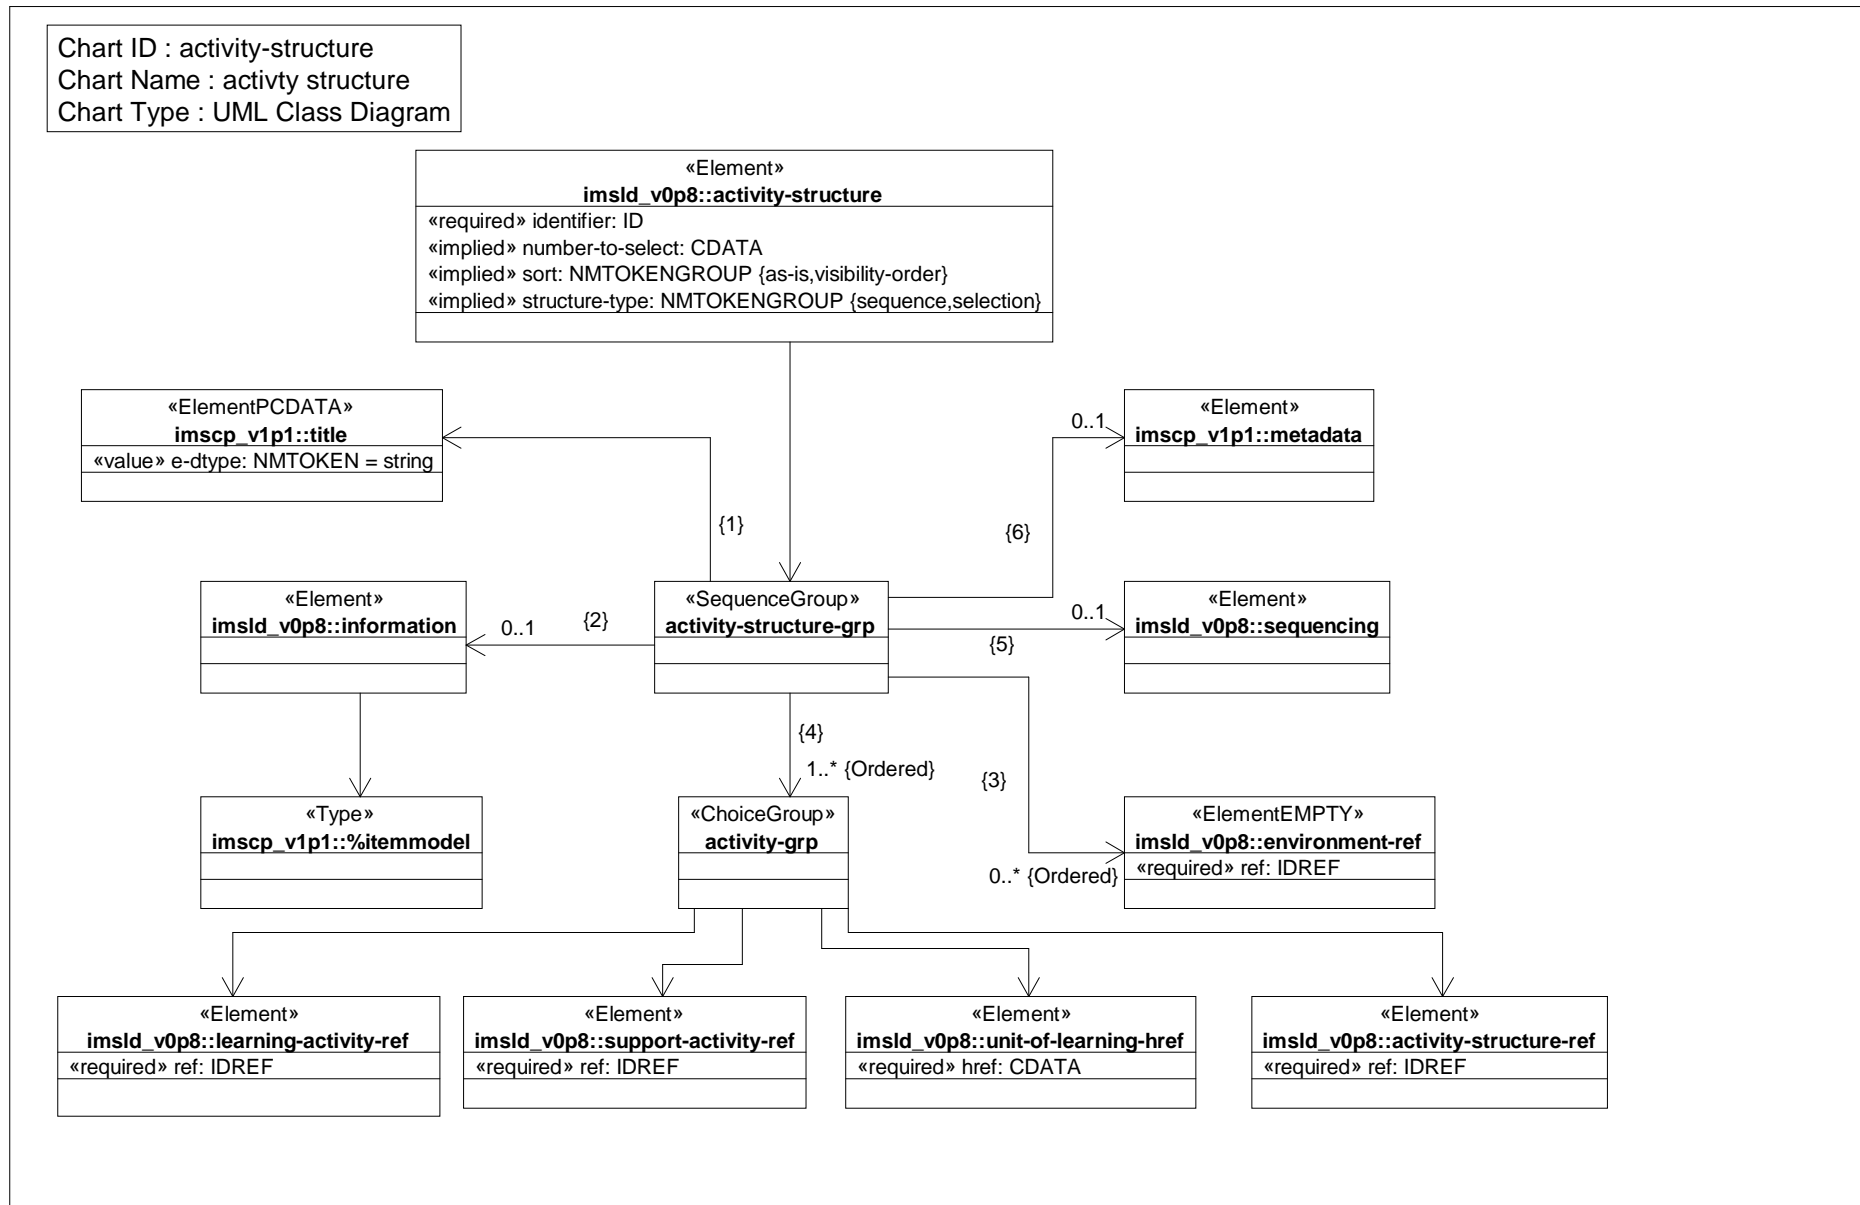 Chart ID : activity-structure
Chart Name : activty structure
Chart Type : UML Class Diagram
«Element»
imsld_v0p8::activity-structure
«required» identifier: ID
«implied» number-to-select: CDATA
«implied» sort: NMTOKENGROUP {as-is,visibility-order}
«implied» structure-type: NMTOKENGROUP {sequence,selection}
«ElementPCDATA»
imscp_v1p1::title
«value» e-dtype: NMTOKEN = string
{1}
0..1
{6}
«Element»
imscp_v1p1::metadata
«Element»
imsld_v0p8::information
0..1
{2}
«SequenceGroup»
activity-structure-grp
0..1
{5}
«Element»
imsld_v0p8::sequencing
{4}
1..* {Ordered}
{3}
0..* {Ordered}
«Type»
imscp_v1p1::%itemmodel
«ChoiceGroup»
activity-grp
«ElementEMPTY»
imsld_v0p8::environment-ref
«required» ref: IDREF
«Element»
imsld_v0p8::learning-activity-ref
«required» ref: IDREF
«Element»
imsld_v0p8::support-activity-ref
«required» ref: IDREF
«Element»
imsld_v0p8::unit-of-learning-href
«required» href: CDATA
«Element»
imsld_v0p8::activity-structure-ref
«required» ref: IDREF